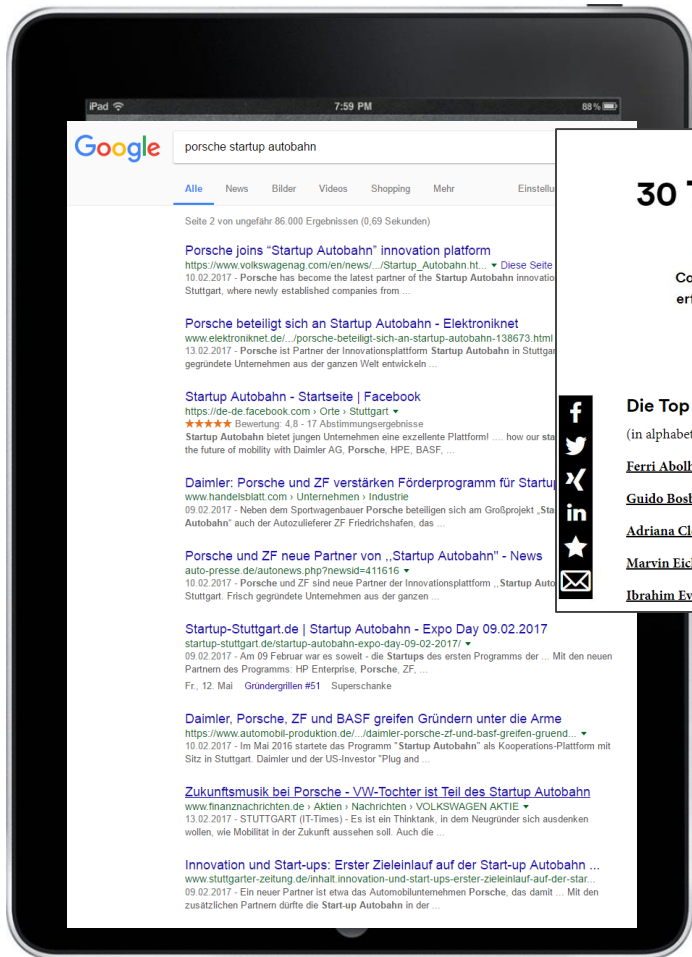 iPad 7:59 PM 88%
Google porsche startup autobahn
Alle News Bilder Videos Shopping Mehr
Seite 2 von ungefähr 86.000 Ergebnissen (0,69 Sekunden)
Porsche joins "Startup Autobahn" innovation platform
https://www.volkswagenag.com/en/news/.../Startup_Autobahn.ht... Diese Seite
10.02.2017 - Porsche has become the latest partner of the Startup Autobahn
Stuttgart, where newly established companies from ...
Porsche beteiligt sich an Startup Autobahn - Elektroniknet
www.elektroniknet.de/.../porsche-beteiligt-sich-an-startup-autobahn-138673.html
13.02.2017 - Porsche ist Partner der Innovationsplattform Startup Autobahn in
gegründete Unternehmen aus der ganzen Welt entwickeln ...
Startup Autobahn - Startseite | Facebook
https://de-de.facebook.com › Orte › Stuttgart
★★★★★ Bewertung: 4,8 - 17 Abstimmungsergebnisse
Startup Autobahn bietet jungen Unternehmen eine exzellente Plattform! .... how our
the future of mobility with Daimler AG, Porsche, HPE, BASF, ...
Daimler: Porsche und ZF verstärken Förderprogramm für
www.handelsblatt.com › Unternehmen › Industrie
09.02.2017 - Neben dem Sportwagenbauer Porsche beteiligen sich am Großprojekt
Autobahn" auch der Autozulieferer ZF Friedrichshafen, das ...
Porsche und ZF neue Partner von ,,Startup Autobahn" - News
auto-presse.de/autonews.php?newsid=411616
10.02.2017 - Porsche und ZF sind neue Partner der Innovationsplattform ,,Startup
Stuttgart. Frisch gegründete Unternehmen aus der ganzen ...
Startup-Stuttgart.de | Startup Autobahn - Expo Day 09.02.2017
startup-stuttgart.de/startup-autobahn-expo-day-09-02-2017/
09.02.2017 - Am 09 Februar war es soweit - die Startups des ersten Programms der ... Mit den neuen
Partnern des Programms: HP Enterprise, Porsche, ZF, ...
Fr., 12. Mai Gründergrillen #51 Superschanke
Daimler, Porsche, ZF und BASF greifen Gründern unter die Arme
https://www.automobil-produktion.de/.../daimler-porsche-zf-und-basf-greifen-gruend...
10.02.2017 - Im Mai 2016 startete das Programm "Startup Autobahn" als Kooperations-Plattform mit
Sitz in Stuttgart. Daimler und der US-Investor "Plug and ...
Zukunftsmusik bei Porsche - VW-Tochter ist Teil des Startup Autobahn
www.finanznachrichten.de › Aktien › Nachrichten › VOLKSWAGEN AKTIE
13.02.2017 - STUTTGART (IT-Times) - Es ist ein Thinktank, in dem Neugründer sich ausdenken
wollen, wie Mobilität in der Zukunft aussehen soll. Auch die ...
Innovation und Start-ups: Erster Zieleinlauf auf der Start-up Autobahn ...
www.stuttgarter-zeitung.de/inhalt.innovation-und-start-ups-erster-zieleinlauf-auf-der-star...
09.02.2017 - Ein neuer Partner ist etwa das Automobilunternehmen Porsche, das damit ... Mit den
zusätzlichen Partnern dürfte die Start-up Autobahn in der ...
30
Die Top
(in
Ferri
Guido
Adriana
Marvin
Ibrahim